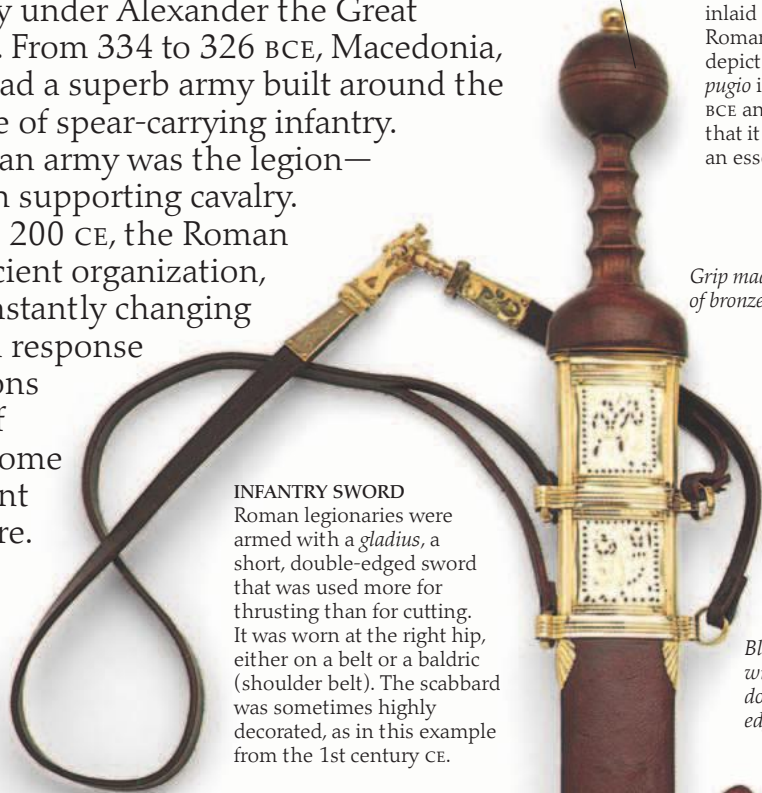 y under Alexander the Great
. From 334 to 326 BCE, Macedonia,
ad a superb army built around the
e of spear-carrying infantry.
an army was the legion—
n supporting cavalry.
200 CE, the Roman
cient organization,
nstantly changing
n response
ons
f
ome
nt
re.
INFANTRY SWORD
Roman legionaries were
armed with a gladius, a
short, double-edged sword
that was used more for
thrusting than for cutting.
It was worn at the right hip,
either on a belt or a baldric
(shoulder belt). The scabbard
was sometimes highly
decorated, as in this example
from the 1st century CE.
inlaid
Roman
depict
pugio i
BCE an
that it
an esse
Grip mad
of bronze
Bl
wi
do
ed